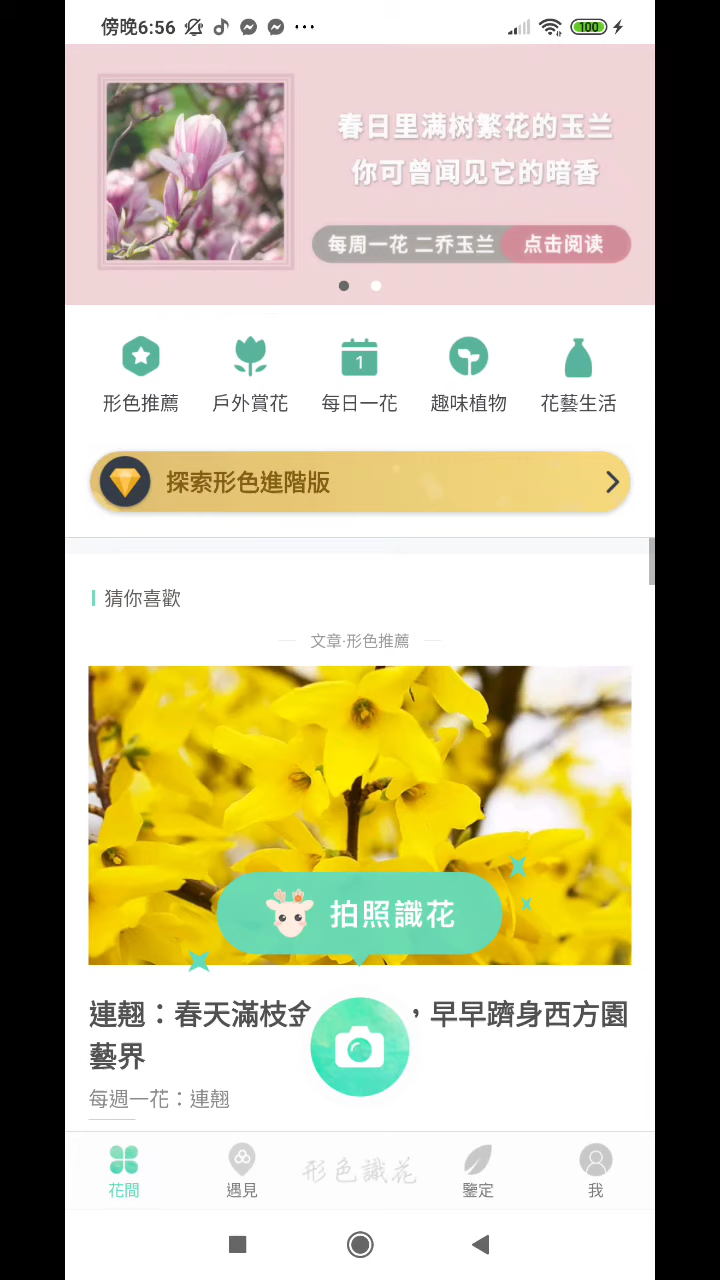 傍晚6:56
100
春日里满树繁花的玉兰
你可曾闻见它的暗香
每周一花 二乔玉兰 点击阅读
1
形色推薦 戶外賞花 每日一花 趣味植物 花藝生活
探索形色進階版
猜你喜歡
文章·形色推薦
拍照識花
連翹：春天滿枝金 ，早早躋身西方園
藝界
每週一花：連翹
形色識花
花間 遇見 鑒定 我